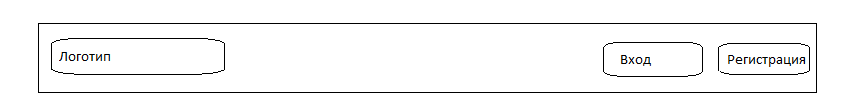 Логотип
Вход
Регистрация